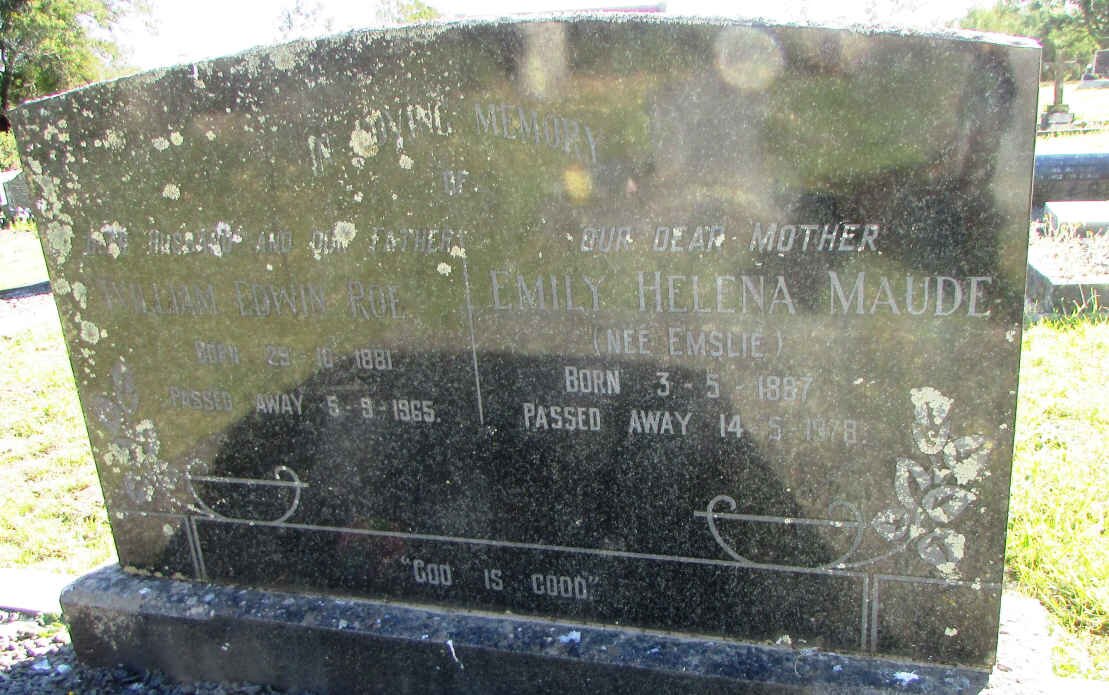 IN LOVING MEMORY
OF
DEAR HUSBAND AND OUR FATHER
WILLIAM EDWIN ROE
BORN 29-10-1881
PASSED AWAY 5-9-1965.
OUR DEAR MOTHER
EMILY HELENA MAUDE
(NEÉ EMSLIE)
BORN 3-5-1887
PASSED AWAY 14-5-1978.
"GOD IS GOOD"